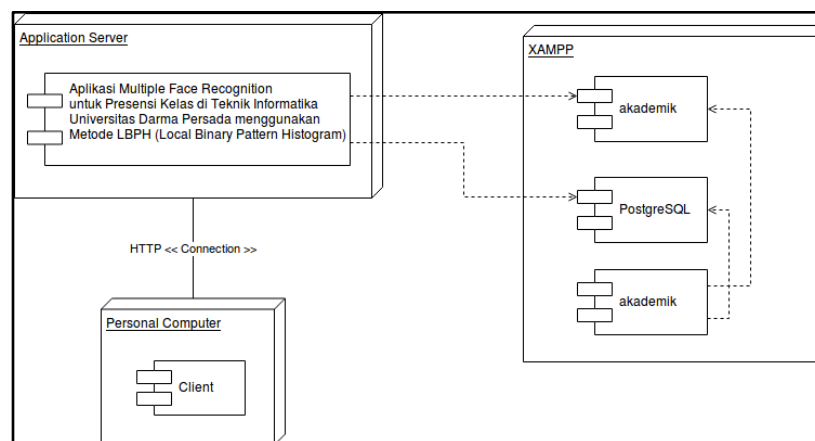 Application Server
Aplikasi Multiple Face Recognition
untuk Presensi Kelas di Teknik Informatika
Universitas Darma Persada menggunakan
Metode LBPH (Local Binary Pattern Histogram)
HTTP << Connection >>
Personal Computer
Client
XAMPP
akademik
PostgreSQL
akademik